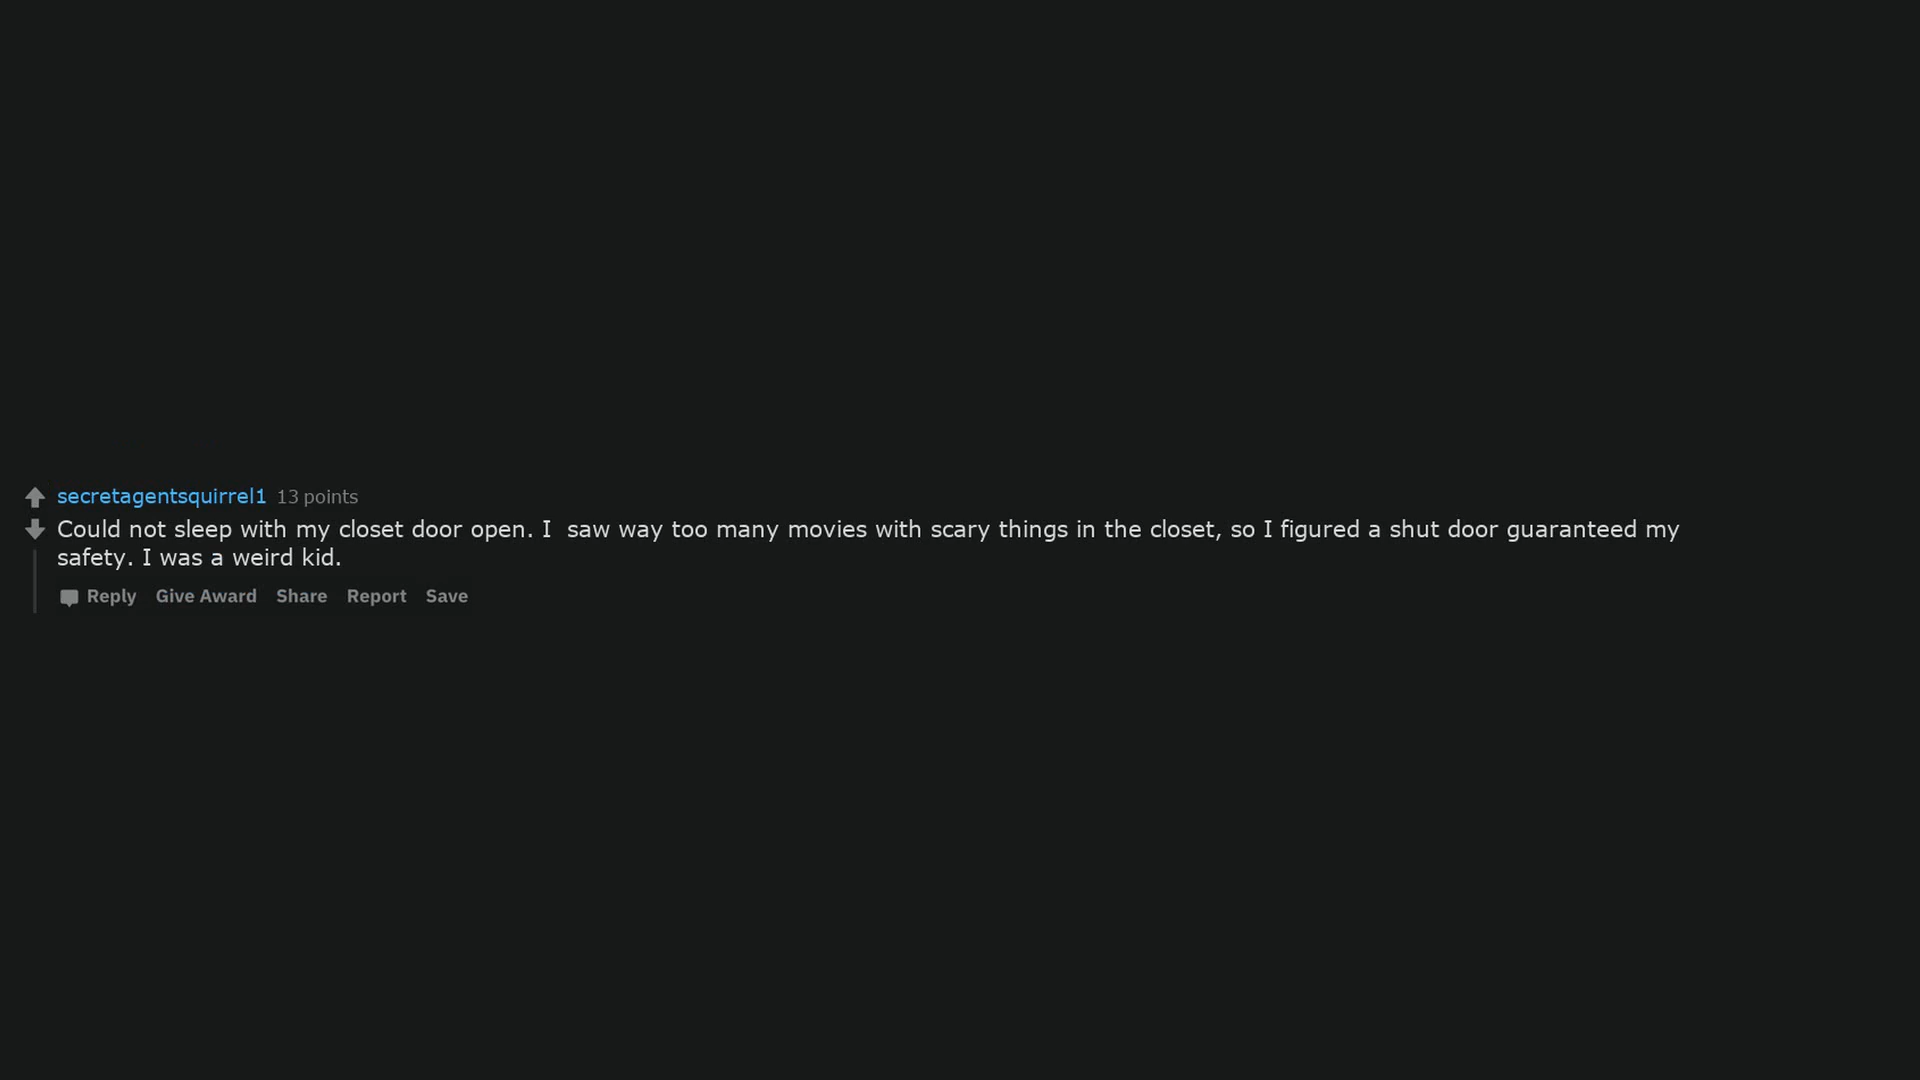 secretagentsquirrel1 13 points
Could not sleep with my closet door open. I  saw way too many movies with scary things in the closet, so I figured a shut door guaranteed my
safety. I was a weird kid.
Reply Give Award Share Report Save